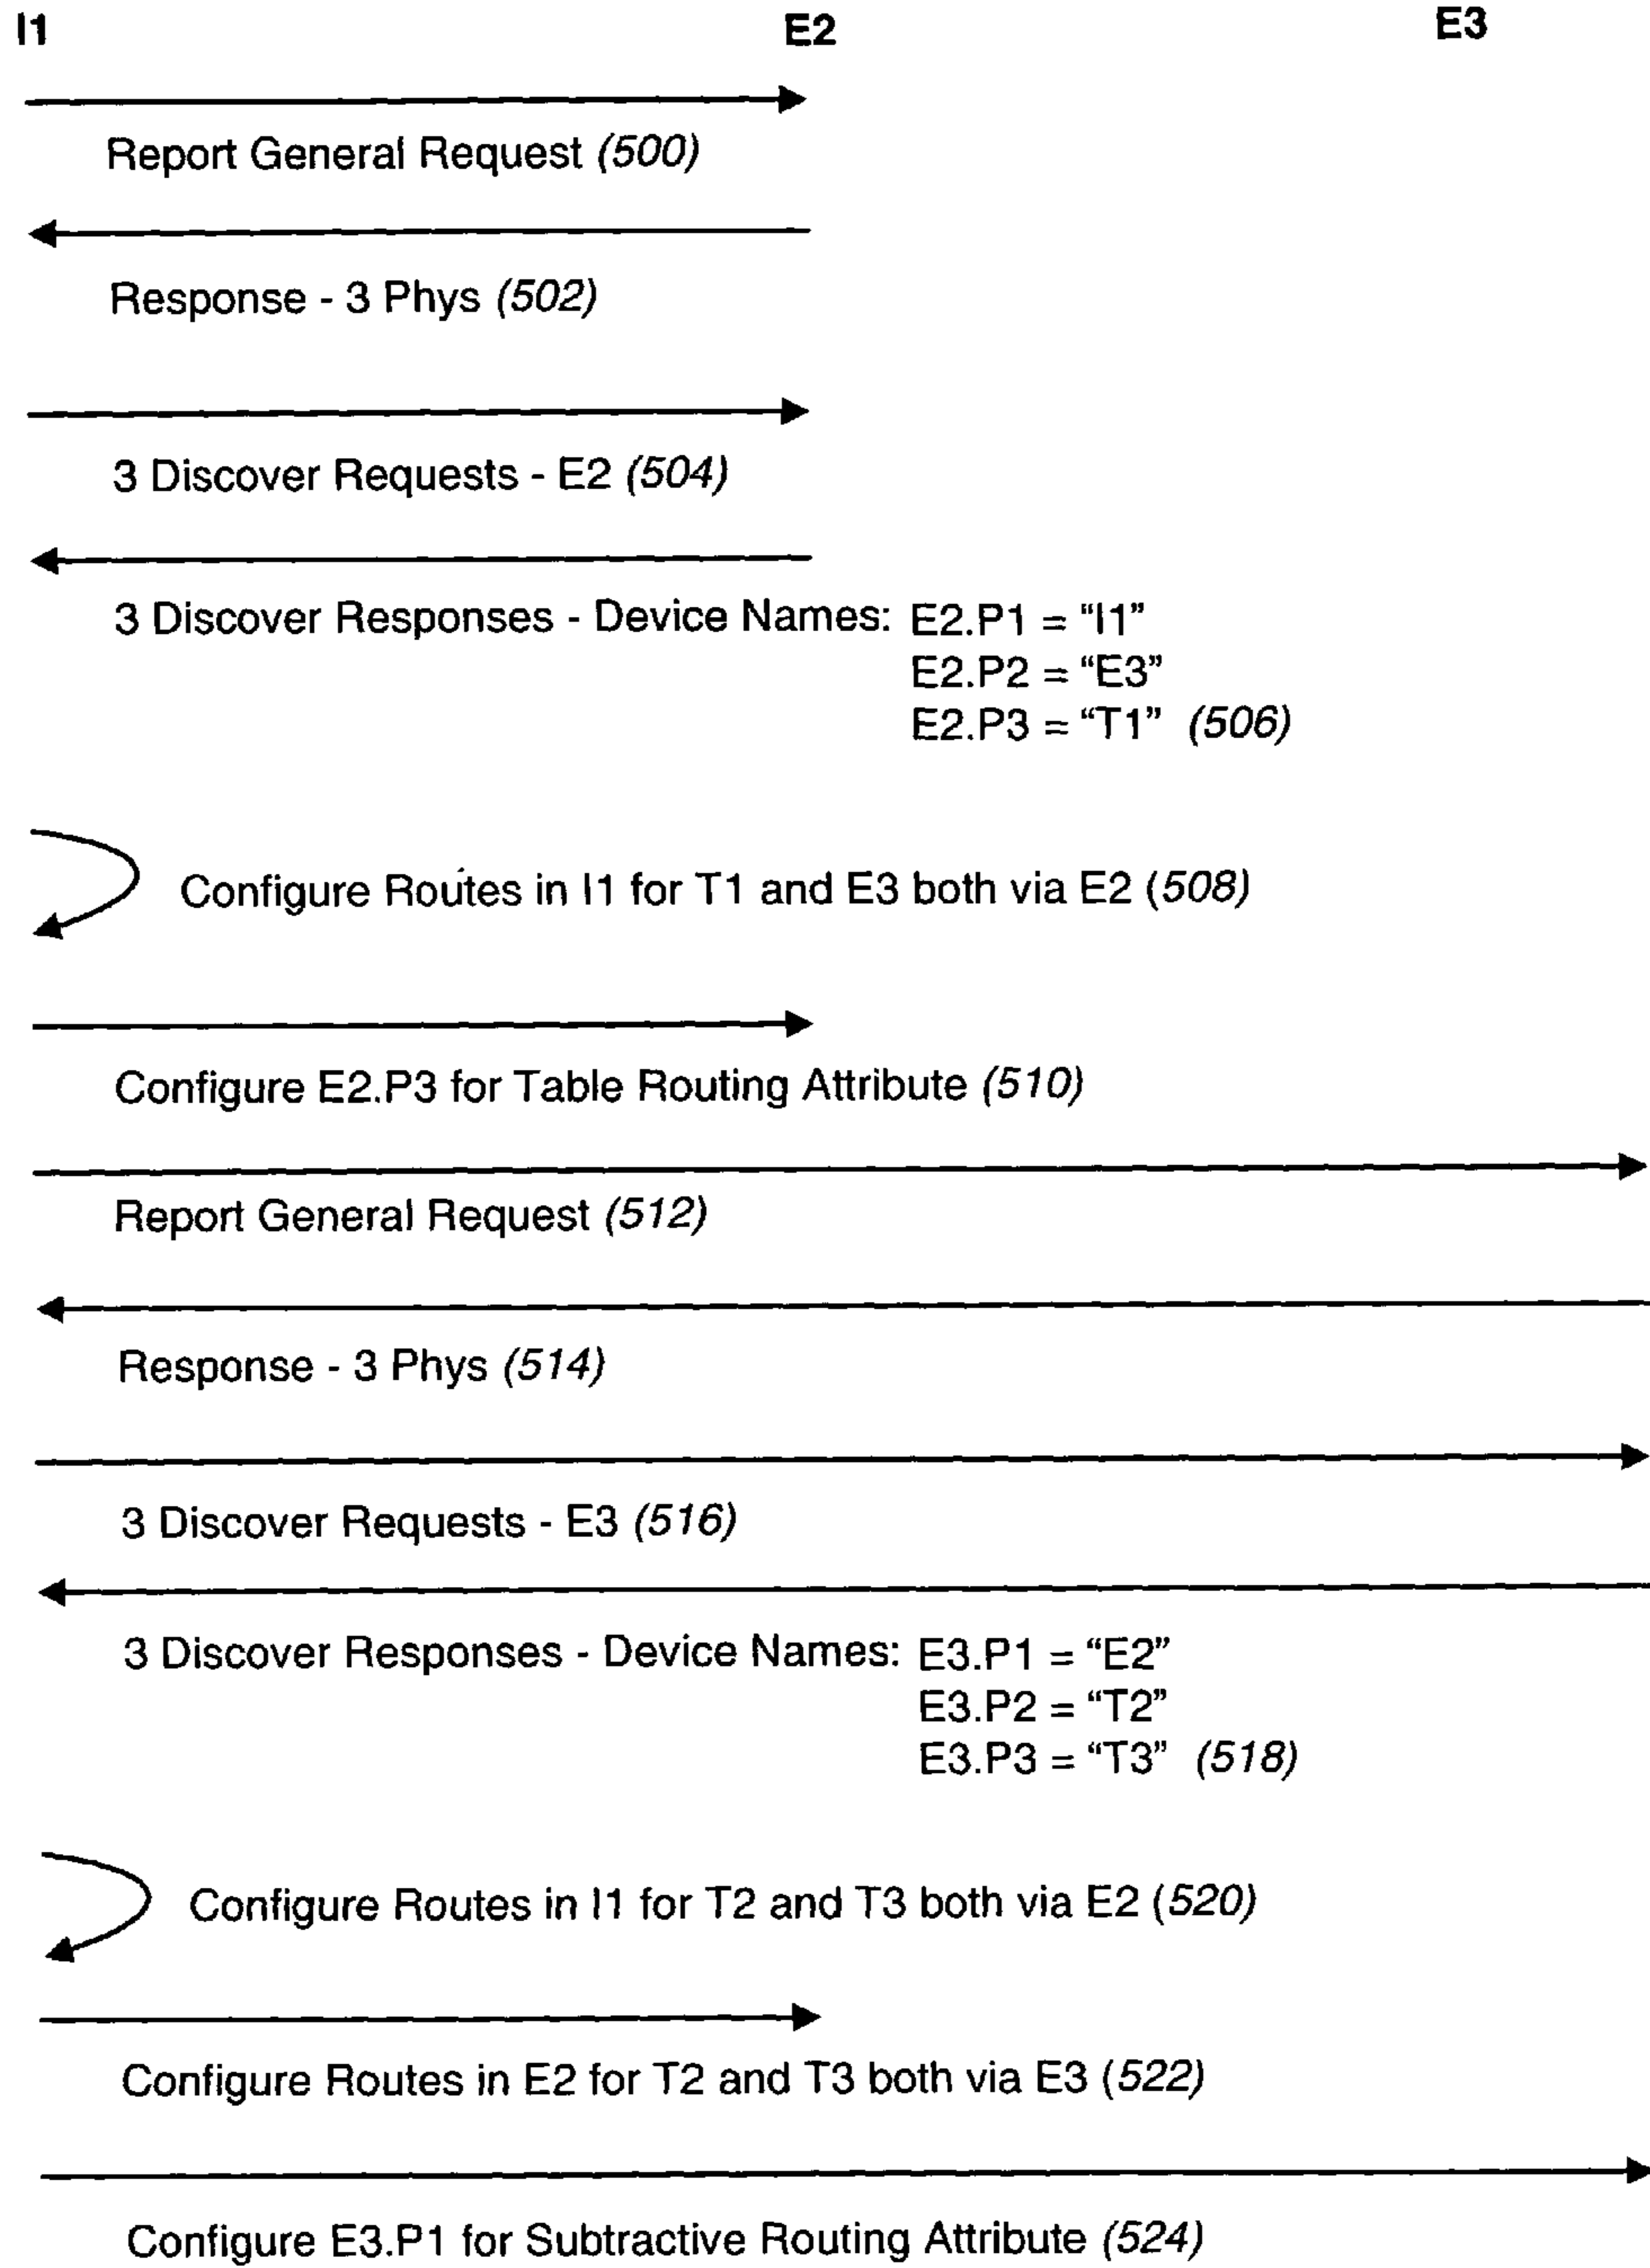 I1 E2 E3
Report General Request (500)
Response - 3 Phys (502)
3 Discover Requests - E2 (504)
3 Discover Responses - Device Names: E2.P1 = “I1”
E2.P2 = “E3”
E2.P3 = “T1” (506)
Configure Routes in I1 for T1 and E3 both via E2 (508)
Configure E2.P3 for Table Routing Attribute (510)
Report General Request (512)
Response - 3 Phys (514)
3 Discover Requests - E3 (516)
3 Discover Responses - Device Names: E3.P1 = “E2”
E3.P2 = “T2”
E3.P3 = “T3” (518)
Configure Routes in I1 for T2 and T3 both via E2 (520)
Configure Routes in E2 for T2 and T3 both via E3 (522)
Configure E3.P1 for Subtractive Routing Attribute (524)